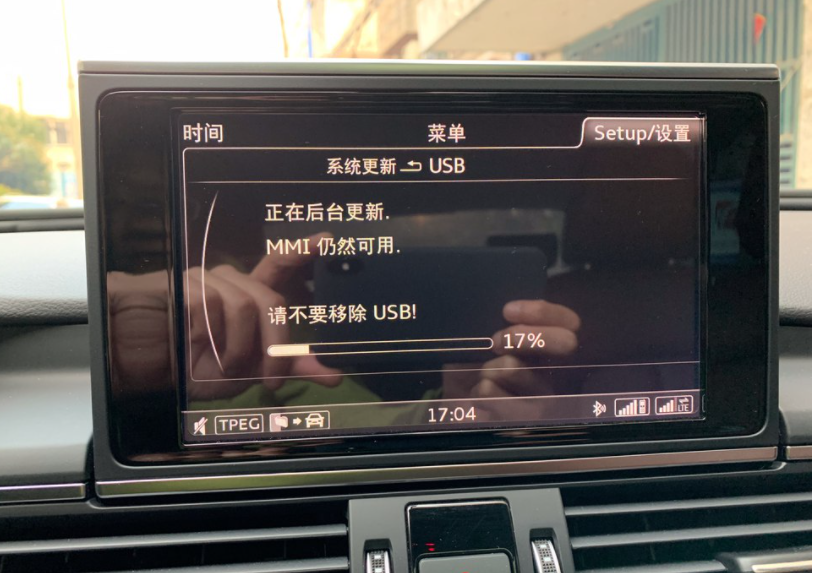 时间 菜单 Setup/设置
系统更新 USB
正在后台更新.
MMI 仍然可用.
请不要移除 USB!
17%
TPEG 17:04 LTE